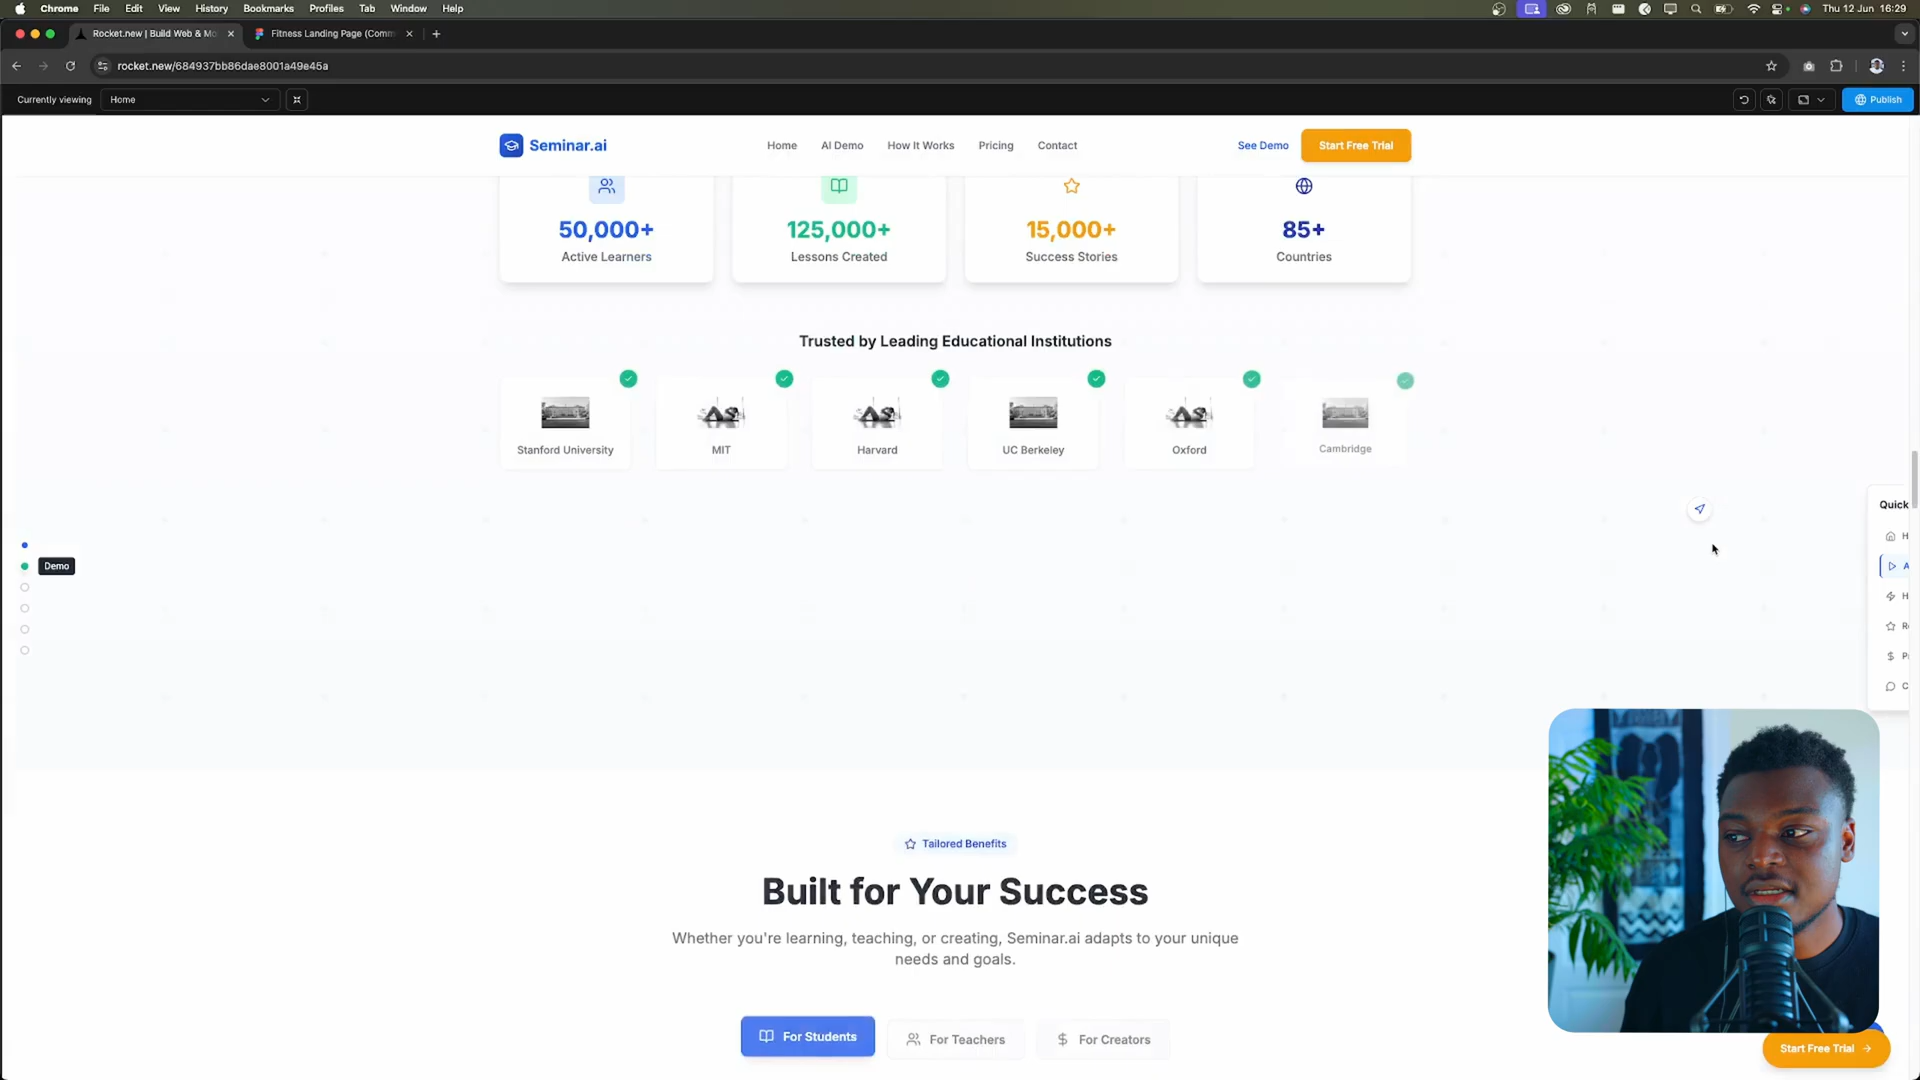 Chrome File Edit View History Bookmarks Profiles Tab Window Help
Thu 12 Jun 16:29
Rocket.new | Build Web & Mo
Fitness Landing Page (Comm
rocket.new/684937bb86dae8001a49e45a
Currently viewing
Home
Publish
Seminar.ai
Home
AI Demo
How It Works
Pricing
Contact
See Demo
Start Free Trial
50,000+
Active Learners
125,000+
Lessons Created
15,000+
Success Stories
85+
Countries
Trusted by Leading Educational Institutions
Stanford University
MIT
Harvard
UC Berkeley
Oxford
Cambridge
Quick
H
A
H
R
P
C
Demo
Tailored Benefits
Built for Your Success
Whether you're learning, teaching, or creating, Seminar.ai adapts to your unique
needs and goals.
For Students
For Teachers
For Creators
Start Free Trial